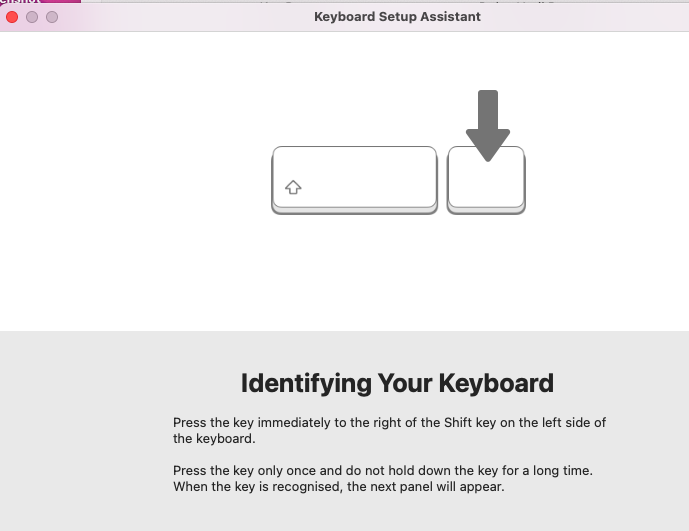 Keyboard Setup Assistant
Identifying Your Keyboard
Press the key immediately to the right of the Shift key on the left side of
the keyboard.
Press the key only once and do not hold down the key for a long time.
When the key is recognised, the next panel will appear.